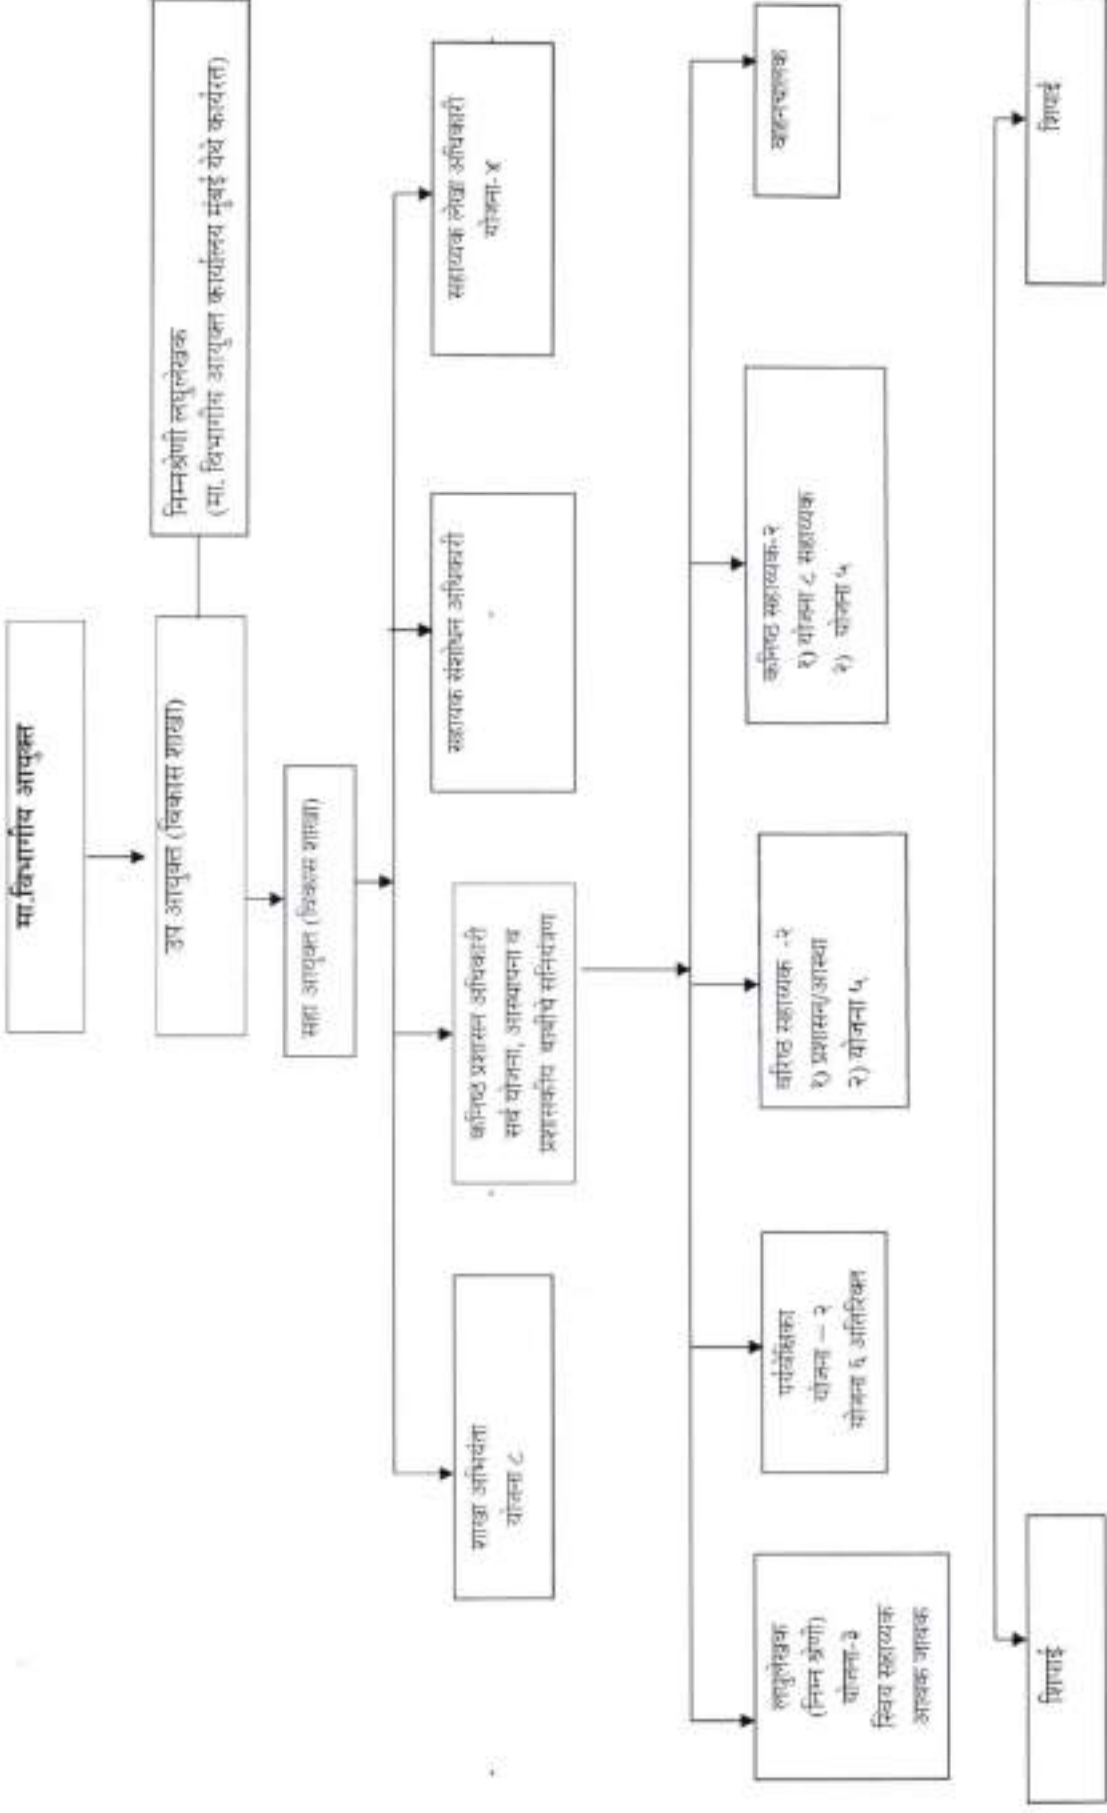 मा.विभागीय आयुक्त
उप आयुक्त (विकास शाखा)
निम्नश्रेणी लघुलेखक
(मा. विभागीय आयुक्त कार्यालय मुंबई येथे कार्यरत)
सहा आयुक्त (विकास शाखा)
शाखा अभियंता
योजना ८
कनिष्ठ प्रशासन अधिकारी
सर्व योजना, आस्थापना व
प्रशासकीय बाबींचे सनियंत्रण
सहायक संशोधन अधिकारी
सहाय्यक लेखा अधिकारी
योजना-४
लघुलेखक
(निम्न श्रेणी)
योजना-३
स्विय सहाय्यक
आवक जावक
पर्यवेक्षिका
योजना – २
योजना ६ अतिरिक्त
वरिष्ठ सहाय्यक -२
१) प्रशासन/आस्था
२) योजना ५
कनिष्ठ सहाय्यक-२
१) योजना ८ सहाय्यक
२) योजना ५
वाहनचालक
शिपाई
शिपाई